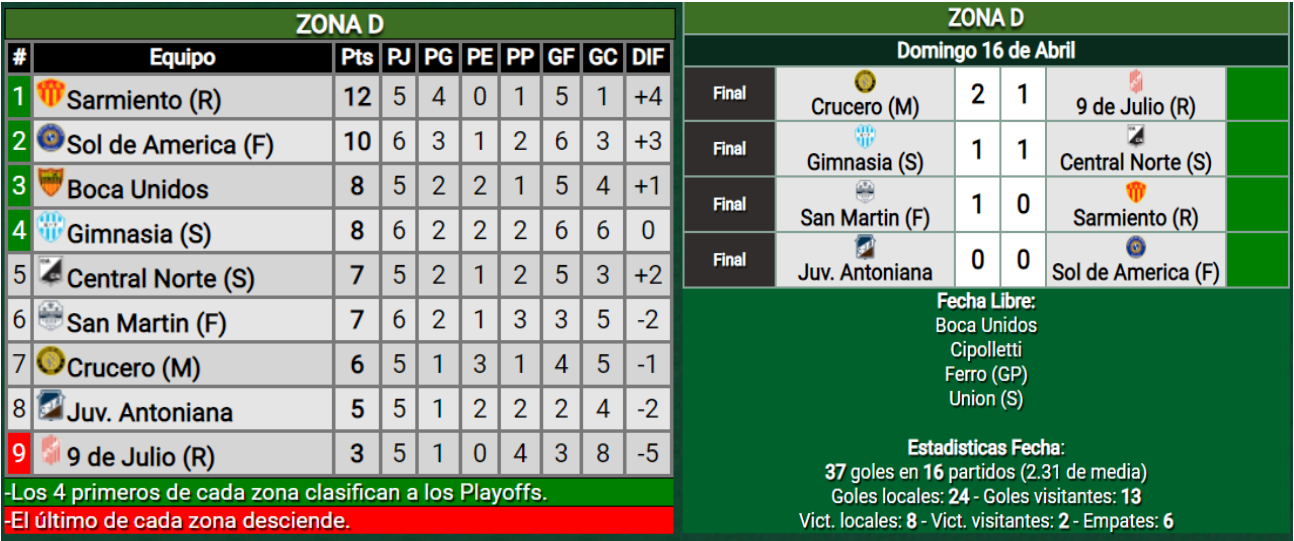 ZONA D
# Equipo Pts PJ PG PE PP GF GC DIF
1 Sarmiento (R) 12 5 4 0 1 5 1 +4
2 Sol de America (F) 10 6 3 1 2 6 3 +3
3 Boca Unidos 8 5 2 2 1 5 4 +1
4 Gimnasia (S) 8 6 2 2 2 6 6 0
5 Central Norte (S) 7 5 2 1 2 5 3 +2
6 San Martin (F) 7 6 2 1 3 3 5 -2
7 Crucero (M) 6 5 1 3 1 4 5 -1
8 Juv. Antoniana 5 5 1 2 2 2 4 -2
9 9 de Julio (R) 3 5 1 0 4 3 8 -5
-Los 4 primeros de cada zona clasifican a los Playoffs.
-El último de cada zona desciende.
ZONA D
Domingo 16 de Abril
Final Crucero (M) 2 1 9 de Julio (R)
Final Gimnasia (S) 1 1 Central Norte (S)
Final San Martin (F) 1 0 Sarmiento (R)
Final Juv. Antoniana 0 0 Sol de America (F)
Fecha Libre:
Boca Unidos
Cipolletti
Ferro (GP)
Union (S)
Estadisticas Fecha:
37 goles en 16 partidos (2.31 de media)
Goles locales: 24 - Goles visitantes: 13
Vict. locales: 8 - Vict. visitantes: 2 - Empates: 6